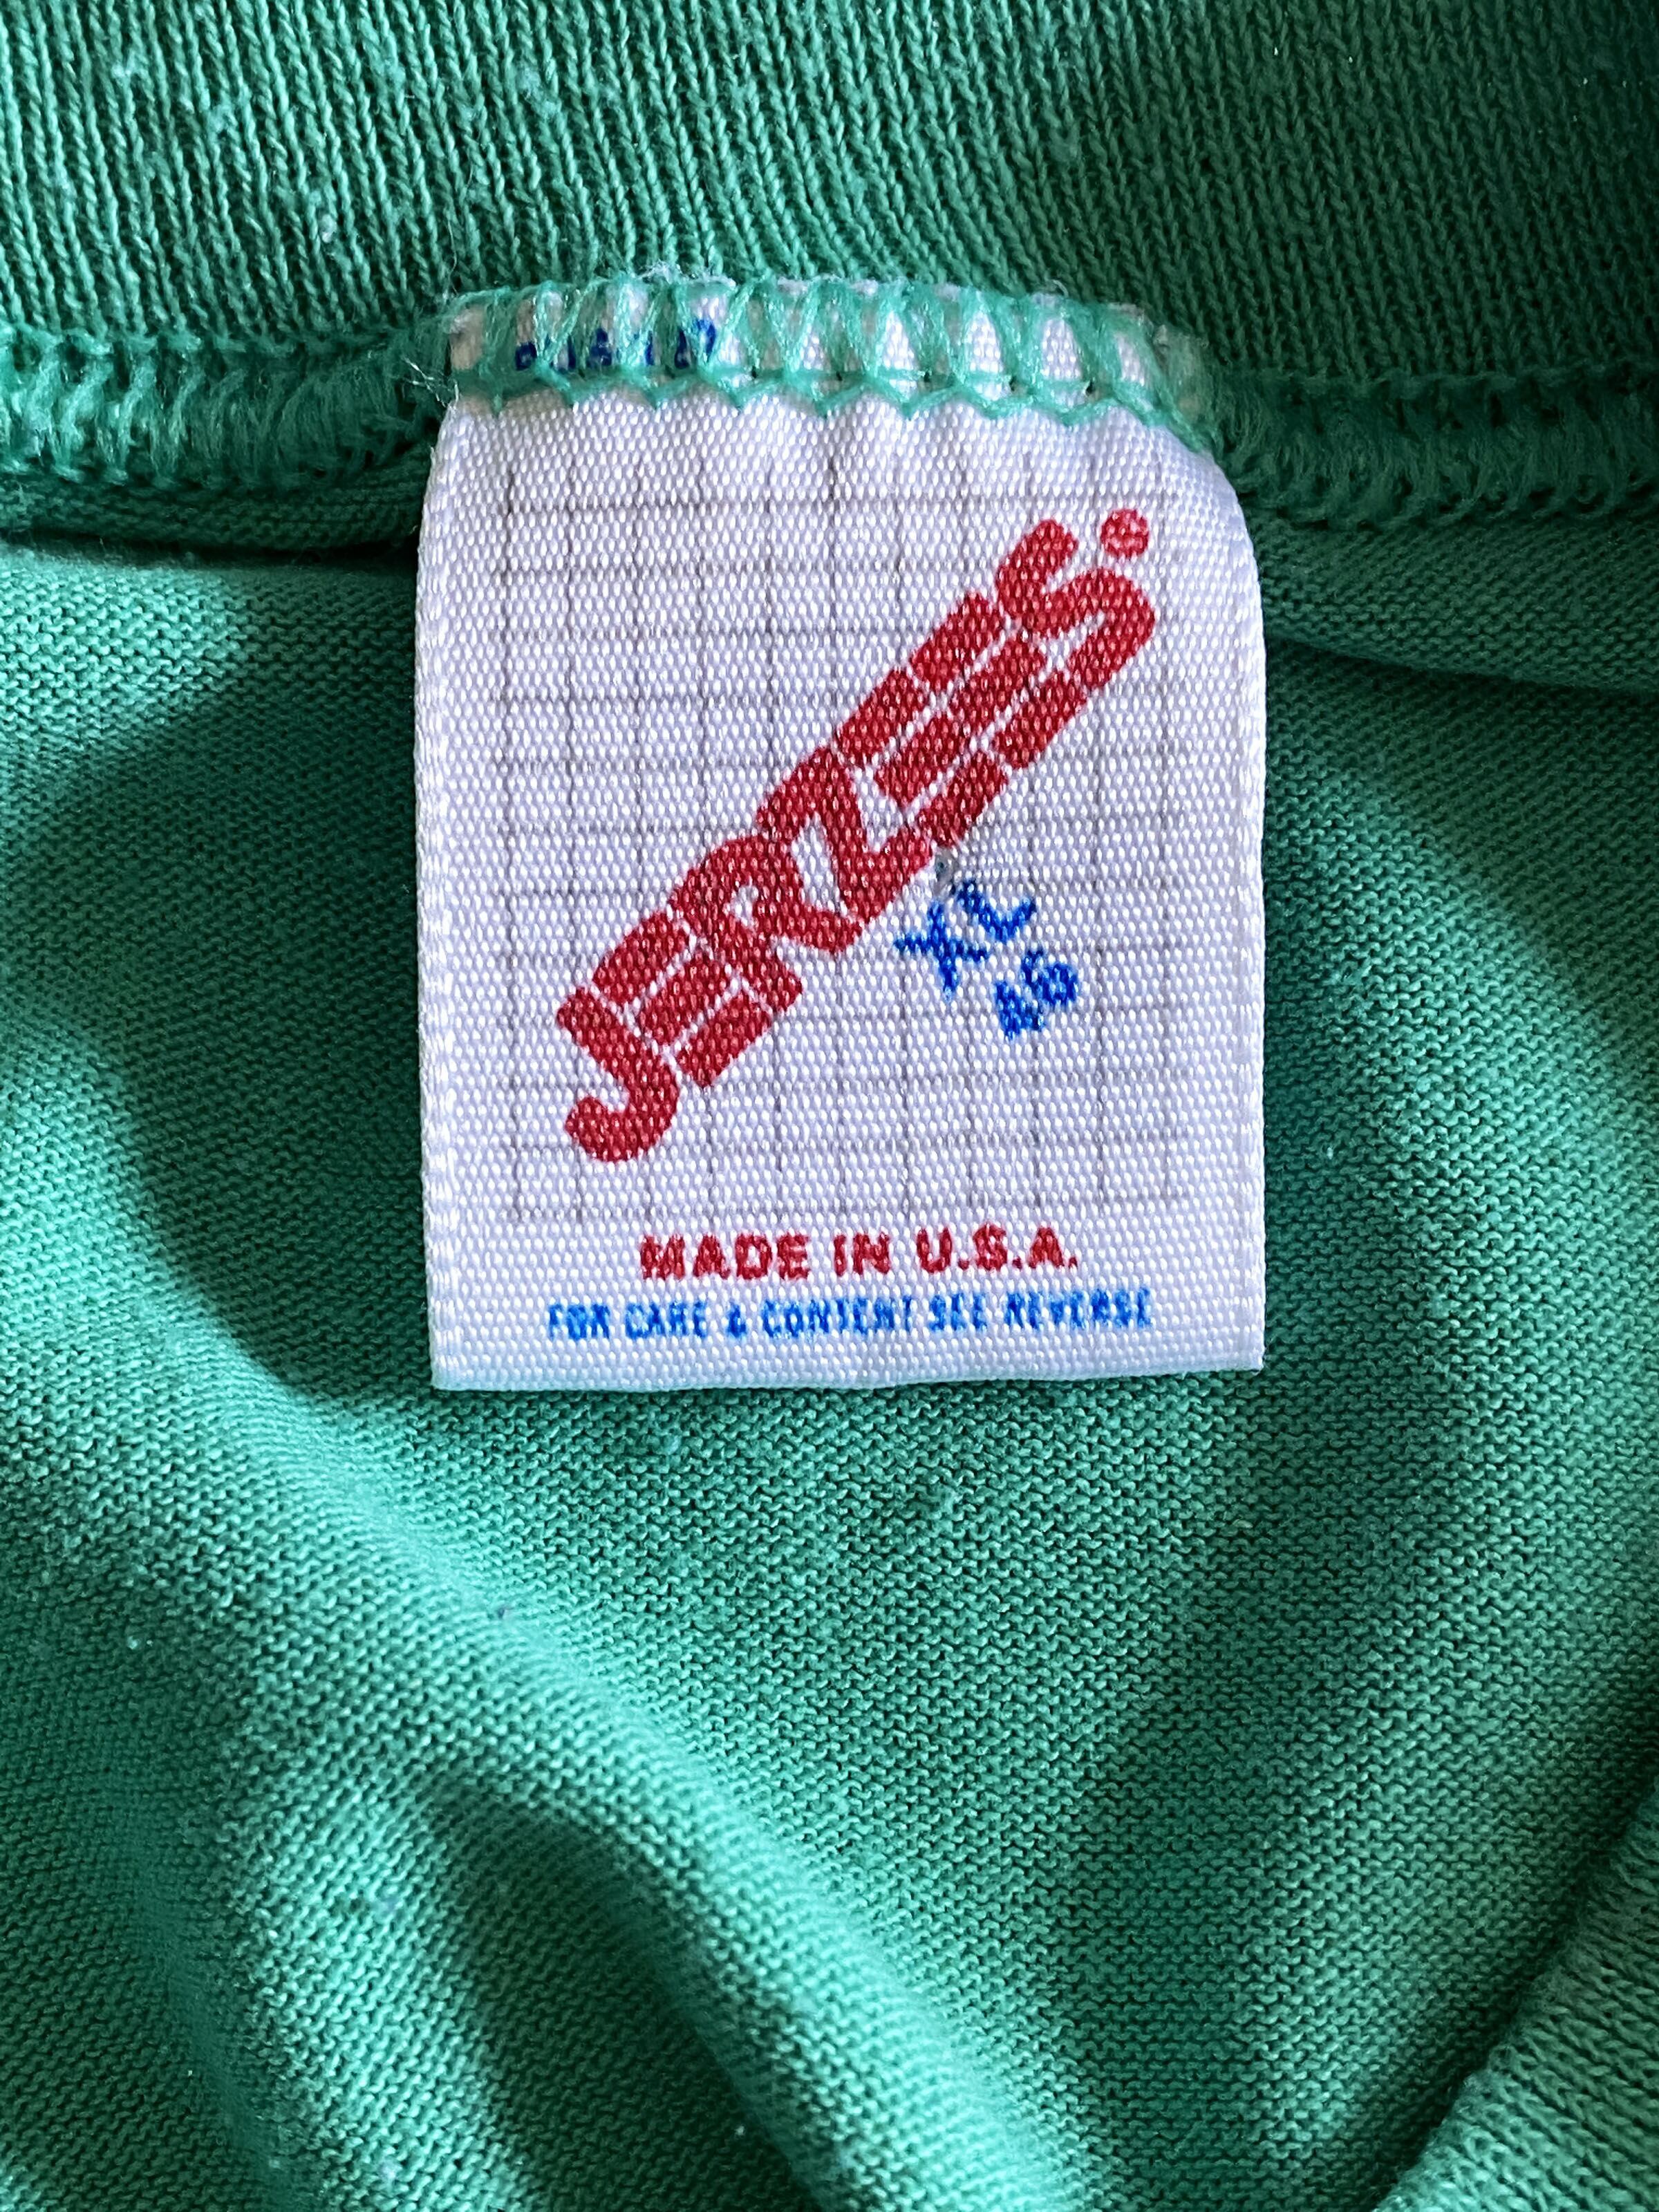 JERZEES.
XL
46
MADE IN U.S.A.
FOR CARE & CONTENT SEE REVERSE